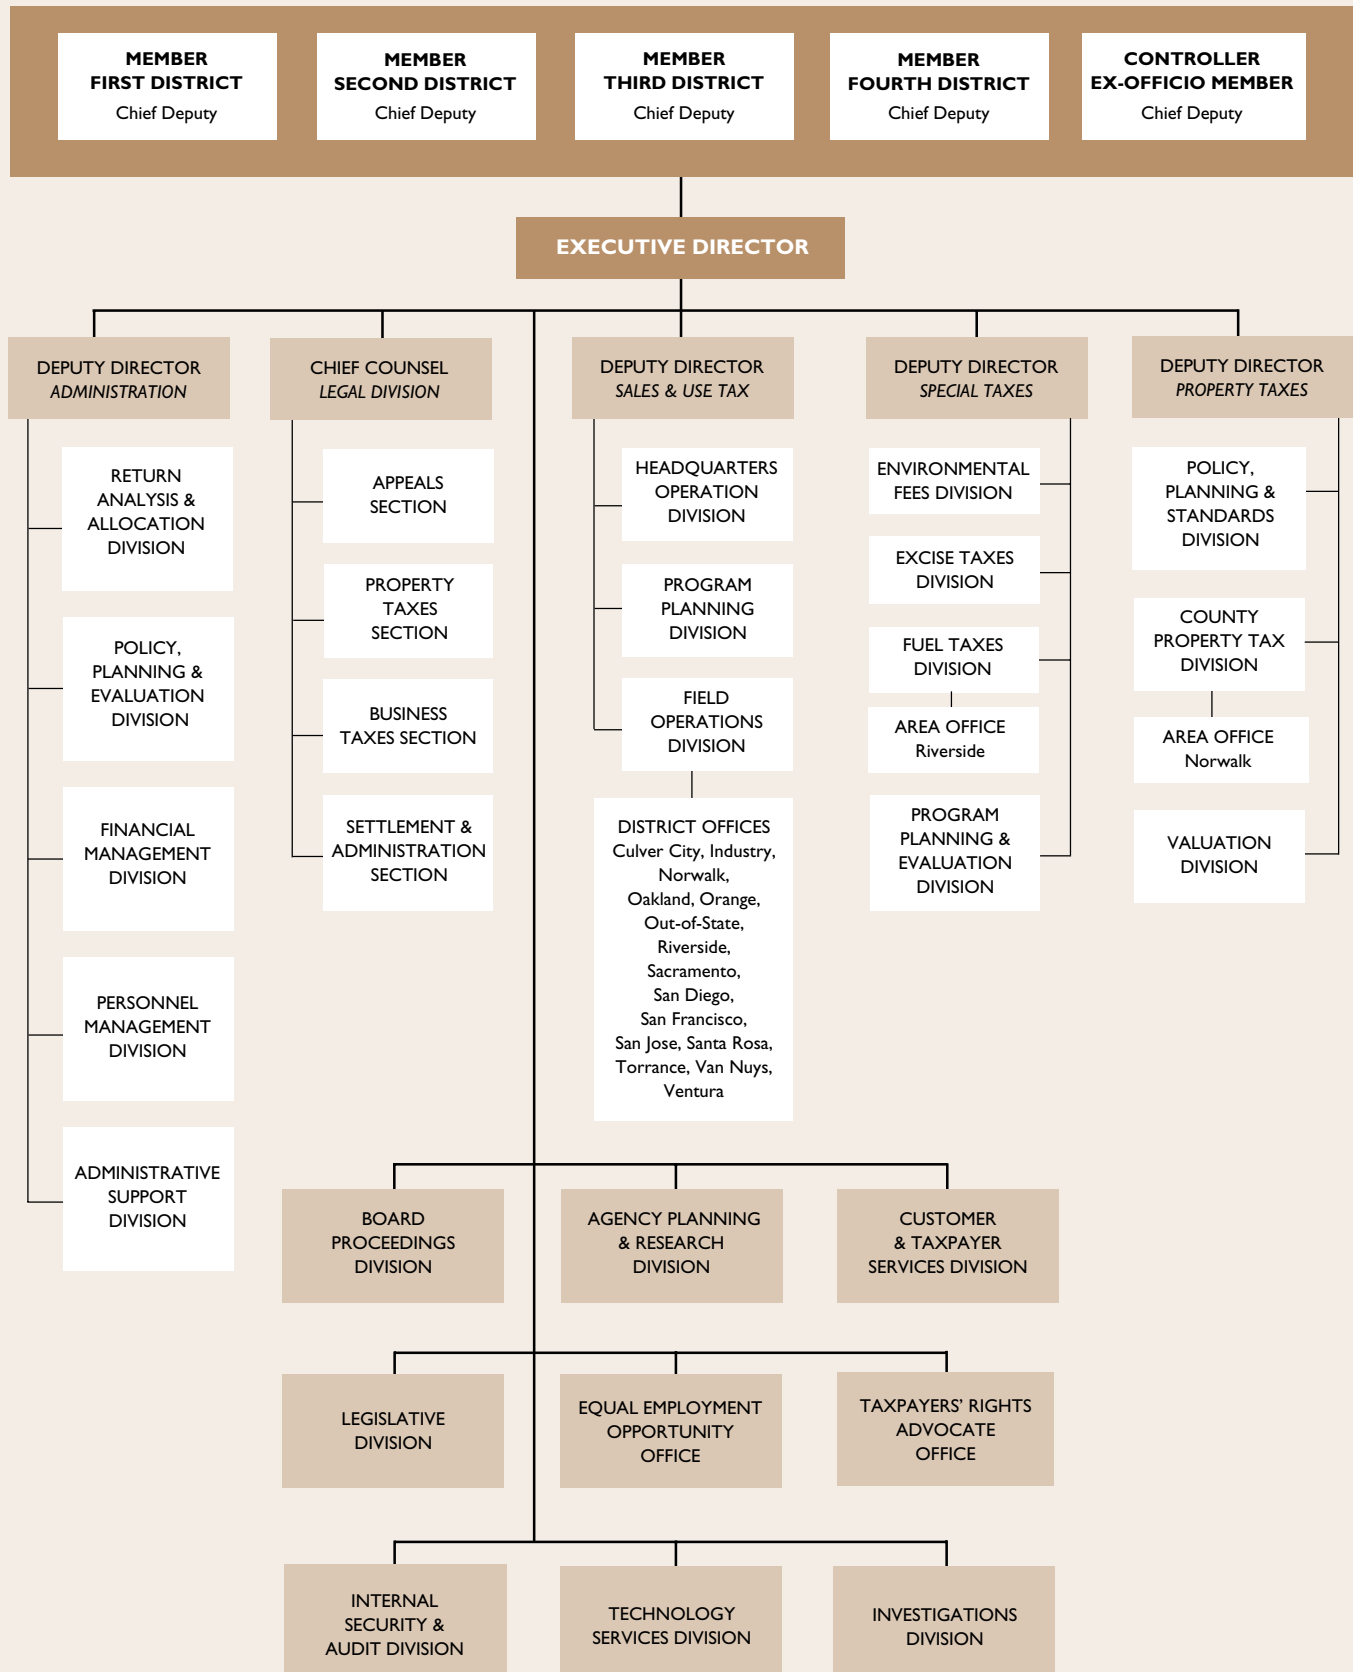 MEMBER
FIRST DISTRICT
Chief Deputy
MEMBER
SECOND DISTRICT
Chief Deputy
MEMBER
THIRD DISTRICT
Chief Deputy
MEMBER
FOURTH DISTRICT
Chief Deputy
CONTROLLER
EX-OFFICIO MEMBER
Chief Deputy
EXECUTIVE DIRECTOR
DEPUTY DIRECTOR
ADMINISTRATION
RETURN
ANALYSIS &
ALLOCATION
DIVISION
POLICY,
PLANNING &
EVALUATION
DIVISION
FINANCIAL
MANAGEMENT
DIVISION
PERSONNEL
MANAGEMENT
DIVISION
ADMINISTRATIVE
SUPPORT
DIVISION
CHIEF COUNSEL
LEGAL DIVISION
APPEALS
SECTION
PROPERTY
TAXES
SECTION
BUSINESS
TAXES SECTION
SETTLEMENT &
ADMINISTRATION
SECTION
DEPUTY DIRECTOR
SALES & USE TAX
HEADQUARTERS
OPERATION
DIVISION
PROGRAM
PLANNING
DIVISION
FIELD
OPERATIONS
DIVISION
DISTRICT OFFICES
Culver City, Industry,
Norwalk,
Oakland, Orange,
Out-of-State,
Riverside,
Sacramento,
San Diego,
San Francisco,
San Jose, Santa Rosa,
Torrance, Van Nuys,
Ventura
DEPUTY DIRECTOR
SPECIAL TAXES
ENVIRONMENTAL
FEES DIVISION
EXCISE TAXES
DIVISION
FUEL TAXES
DIVISION
AREA OFFICE
Riverside
PROGRAM
PLANNING &
EVALUATION
DIVISION
DEPUTY DIRECTOR
PROPERTY TAXES
POLICY,
PLANNING &
STANDARDS
DIVISION
COUNTY
PROPERTY TAX
DIVISION
AREA OFFICE
Norwalk
VALUATION
DIVISION
BOARD
PROCEEDINGS
DIVISION
AGENCY PLANNING
& RESEARCH
DIVISION
CUSTOMER
& TAXPAYER
SERVICES DIVISION
LEGISLATIVE
DIVISION
EQUAL EMPLOYMENT
OPPORTUNITY
OFFICE
TAXPAYERS’ RIGHTS
ADVOCATE
OFFICE
INTERNAL
SECURITY &
AUDIT DIVISION
TECHNOLOGY
SERVICES DIVISION
INVESTIGATIONS
DIVISION